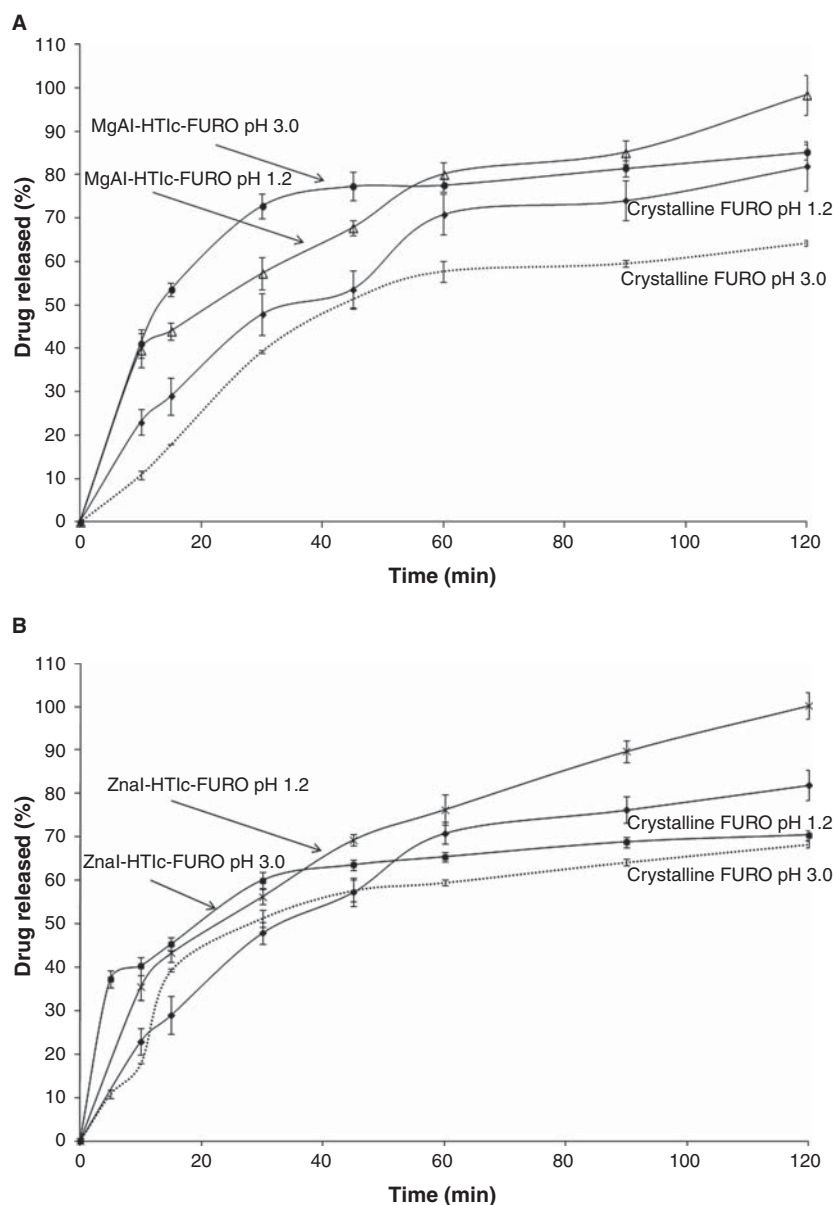 A
110
100
90
80
70
60
50
40
30
20
10
0
Drug released (%)
MgAl-HTlc-FURO pH 3.0
MgAl-HTlc-FURO pH 1.2
Crystalline FURO pH 1.2
Crystalline FURO pH 3.0
0 20 40 60 80 100 120
Time (min)
B
110
100
90
80
70
60
50
40
30
20
10
0
Drug released (%)
Znal-HTlc-FURO pH 1.2
Znal-HTlc-FURO pH 3.0
Crystalline FURO pH 1.2
Crystalline FURO pH 3.0
0 20 40 60 80 100 120
Time (min)